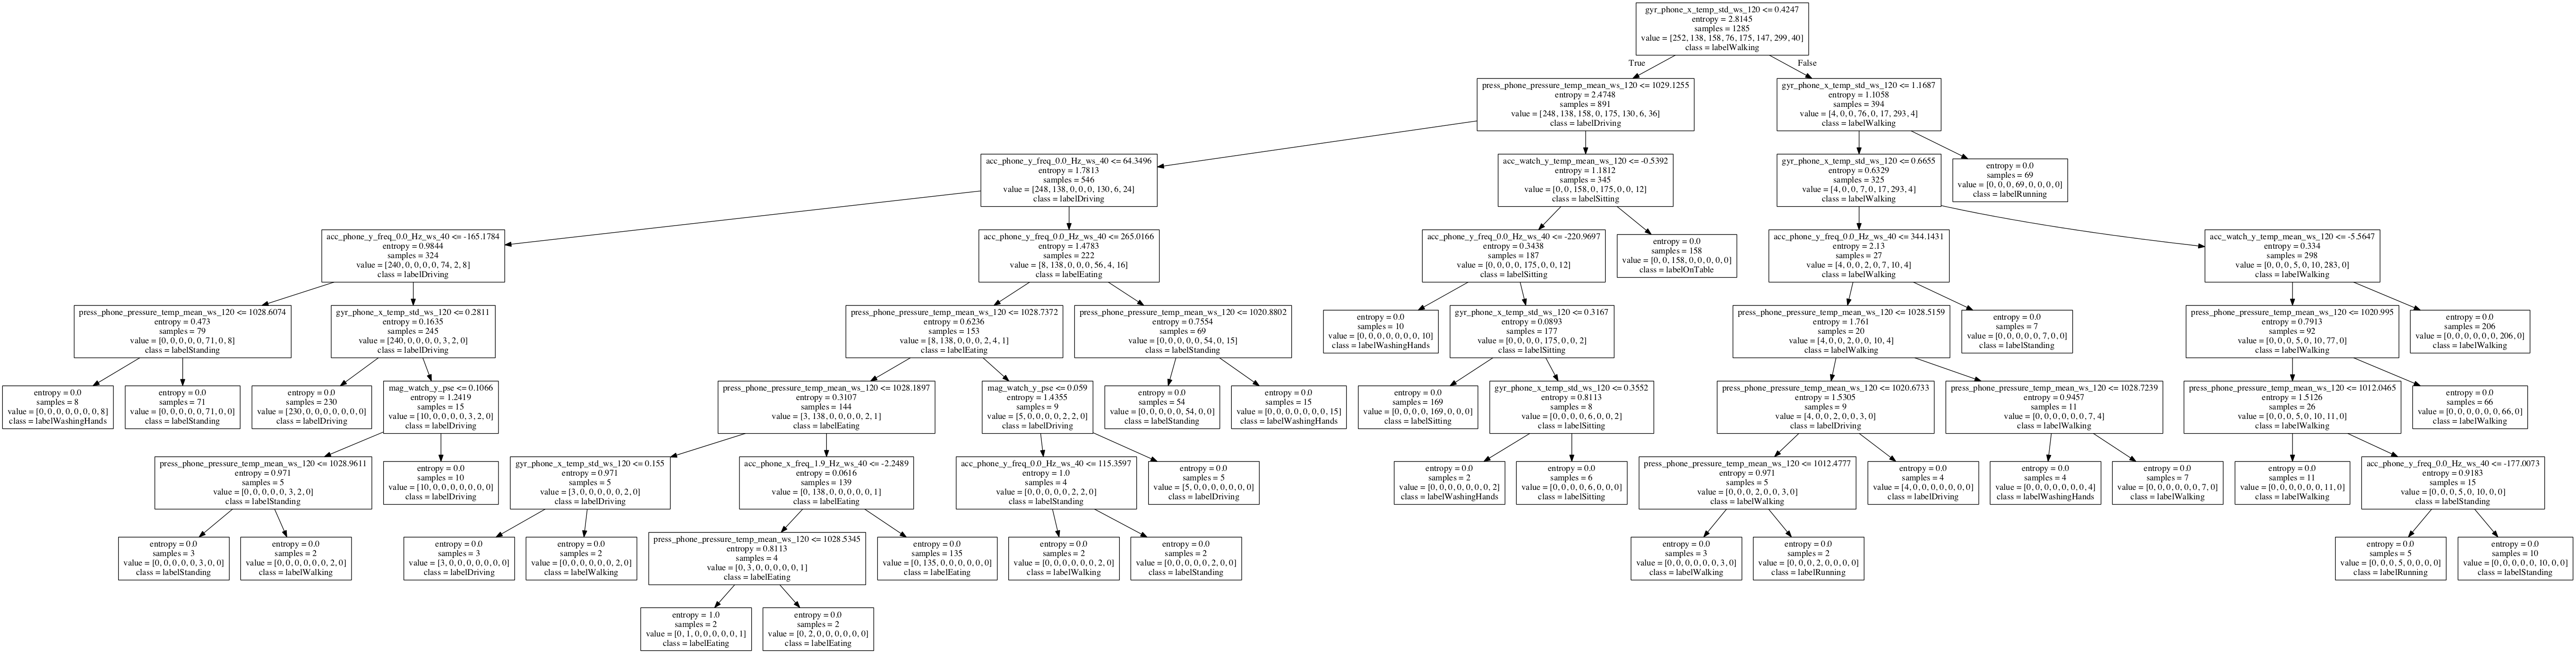 gyr_phone_x_temp_std_ws_120 <= 0.4247
entropy = 2.8145
samples = 1285
value = [252, 138, 158, 76, 175, 147, 299, 40]
class = labelWalking
True
False
press_phone_pressure_temp_mean_ws_120 <= 1029.1255
entropy = 2.4748
samples = 891
value = [248, 138, 158, 0, 175, 130, 6, 36]
class = labelDriving
gyr_phone_x_temp_std_ws_120 <= 1.1687
entropy = 1.1058
samples = 394
value = [4, 0, 0, 76, 0, 17, 293, 4]
class = labelWalking
acc_phone_y_freq_0.0_Hz_ws_40 <= 64.3496
entropy = 1.7813
samples = 546
value = [248, 138, 0, 0, 0, 130, 6, 24]
class = labelDriving
acc_watch_y_temp_mean_ws_120 <= -0.5392
entropy = 1.1812
samples = 345
value = [0, 0, 158, 0, 175, 0, 0, 12]
class = labelSitting
gyr_phone_x_temp_std_ws_120 <= 0.6655
entropy = 0.6329
samples = 325
value = [4, 0, 0, 7, 0, 17, 293, 4]
class = labelWalking
entropy = 0.0
samples = 69
value = [0, 0, 0, 69, 0, 0, 0, 0]
class = labelRunning
acc_phone_y_freq_0.0_Hz_ws_40 <= -165.1784
entropy = 0.9844
samples = 324
value = [240, 0, 0, 0, 0, 74, 2, 8]
class = labelDriving
acc_phone_y_freq_0.0_Hz_ws_40 <= 265.0166
entropy = 1.4783
samples = 222
value = [8, 138, 0, 0, 0, 56, 4, 16]
class = labelEating
acc_phone_y_freq_0.0_Hz_ws_40 <= -220.9697
entropy = 0.3438
samples = 187
value = [0, 0, 0, 0, 175, 0, 0, 12]
class = labelSitting
entropy = 0.0
samples = 158
value = [0, 0, 158, 0, 0, 0, 0, 0]
class = labelOnTable
acc_phone_y_freq_0.0_Hz_ws_40 <= 344.1431
entropy = 2.13
samples = 27
value = [4, 0, 0, 2, 0, 7, 10, 4]
class = labelWalking
acc_watch_y_temp_mean_ws_120 <= -5.5647
entropy = 0.334
samples = 298
value = [0, 0, 0, 5, 0, 10, 283, 0]
class = labelWalking
press_phone_pressure_temp_mean_ws_120 <= 1028.6074
entropy = 0.473
samples = 79
value = [0, 0, 0, 0, 0, 71, 0, 8]
class = labelStanding
gyr_phone_x_temp_std_ws_120 <= 0.2811
entropy = 0.1635
samples = 245
value = [240, 0, 0, 0, 0, 3, 2, 0]
class = labelDriving
press_phone_pressure_temp_mean_ws_120 <= 1028.7372
entropy = 0.6236
samples = 153
value = [8, 138, 0, 0, 0, 2, 4, 1]
class = labelEating
press_phone_pressure_temp_mean_ws_120 <= 1020.8802
entropy = 0.7554
samples = 69
value = [0, 0, 0, 0, 0, 54, 0, 15]
class = labelStanding
entropy = 0.0
samples = 10
value = [0, 0, 0, 0, 0, 0, 0, 10]
class = labelWashingHands
gyr_phone_x_temp_std_ws_120 <= 0.3167
entropy = 0.0893
samples = 177
value = [0, 0, 0, 0, 175, 0, 0, 2]
class = labelSitting
press_phone_pressure_temp_mean_ws_120 <= 1028.5159
entropy = 1.761
samples = 20
value = [4, 0, 0, 2, 0, 0, 10, 4]
class = labelWalking
entropy = 0.0
samples = 7
value = [0, 0, 0, 0, 0, 7, 0, 0]
class = labelStanding
press_phone_pressure_temp_mean_ws_120 <= 1020.995
entropy = 0.7913
samples = 92
value = [0, 0, 0, 5, 0, 10, 77, 0]
class = labelWalking
entropy = 0.0
samples = 206
value = [0, 0, 0, 0, 0, 0, 206, 0]
class = labelWalking
entropy = 0.0
samples = 8
value = [0, 0, 0, 0, 0, 0, 0, 8]
class = labelWashingHands
entropy = 0.0
samples = 71
value = [0, 0, 0, 0, 0, 71, 0, 0]
class = labelStanding
entropy = 0.0
samples = 230
value = [230, 0, 0, 0, 0, 0, 0, 0]
class = labelDriving
mag_watch_y_pse <= 0.1066
entropy = 1.2419
samples = 15
value = [10, 0, 0, 0, 0, 3, 2, 0]
class = labelDriving
press_phone_pressure_temp_mean_ws_120 <= 1028.1897
entropy = 0.3107
samples = 144
value = [3, 138, 0, 0, 0, 0, 2, 1]
class = labelEating
mag_watch_y_pse <= 0.059
entropy = 1.4355
samples = 9
value = [5, 0, 0, 0, 0, 2, 2, 0]
class = labelDriving
entropy = 0.0
samples = 54
value = [0, 0, 0, 0, 0, 54, 0, 0]
class = labelStanding
entropy = 0.0
samples = 15
value = [0, 0, 0, 0, 0, 0, 0, 15]
class = labelWashingHands
entropy = 0.0
samples = 169
value = [0, 0, 0, 0, 169, 0, 0, 0]
class = labelSitting
gyr_phone_x_temp_std_ws_120 <= 0.3552
entropy = 0.8113
samples = 8
value = [0, 0, 0, 0, 6, 0, 0, 2]
class = labelSitting
press_phone_pressure_temp_mean_ws_120 <= 1020.6733
entropy = 1.5305
samples = 9
value = [4, 0, 0, 2, 0, 0, 3, 0]
class = labelDriving
press_phone_pressure_temp_mean_ws_120 <= 1028.7239
entropy = 0.9457
samples = 11
value = [0, 0, 0, 0, 0, 0, 7, 4]
class = labelWalking
press_phone_pressure_temp_mean_ws_120 <= 1012.0465
entropy = 1.5126
samples = 26
value = [0, 0, 0, 5, 0, 10, 11, 0]
class = labelWalking
entropy = 0.0
samples = 66
value = [0, 0, 0, 0, 0, 0, 66, 0]
class = labelWalking
press_phone_pressure_temp_mean_ws_120 <= 1028.9611
entropy = 0.971
samples = 5
value = [0, 0, 0, 0, 0, 3, 2, 0]
class = labelStanding
entropy = 0.0
samples = 10
value = [10, 0, 0, 0, 0, 0, 0, 0]
class = labelDriving
gyr_phone_x_temp_std_ws_120 <= 0.155
entropy = 0.971
samples = 5
value = [3, 0, 0, 0, 0, 0, 2, 0]
class = labelDriving
acc_phone_x_freq_1.9_Hz_ws_40 <= -2.2489
entropy = 0.0616
samples = 139
value = [0, 138, 0, 0, 0, 0, 0, 1]
class = labelEating
acc_phone_y_freq_0.0_Hz_ws_40 <= 115.3597
entropy = 1.0
samples = 4
value = [0, 0, 0, 0, 0, 2, 2, 0]
class = labelStanding
entropy = 0.0
samples = 5
value = [5, 0, 0, 0, 0, 0, 0, 0]
class = labelDriving
entropy = 0.0
samples = 2
value = [0, 0, 0, 0, 0, 0, 0, 2]
class = labelWashingHands
entropy = 0.0
samples = 6
value = [0, 0, 0, 0, 6, 0, 0, 0]
class = labelSitting
press_phone_pressure_temp_mean_ws_120 <= 1012.4777
entropy = 0.971
samples = 5
value = [0, 0, 0, 2, 0, 0, 3, 0]
class = labelWalking
entropy = 0.0
samples = 4
value = [4, 0, 0, 0, 0, 0, 0, 0]
class = labelDriving
entropy = 0.0
samples = 4
value = [0, 0, 0, 0, 0, 0, 0, 4]
class = labelWashingHands
entropy = 0.0
samples = 7
value = [0, 0, 0, 0, 0, 0, 7, 0]
class = labelWalking
entropy = 0.0
samples = 11
value = [0, 0, 0, 0, 0, 0, 11, 0]
class = labelWalking
acc_phone_y_freq_0.0_Hz_ws_40 <= -177.0073
entropy = 0.9183
samples = 15
value = [0, 0, 0, 5, 0, 10, 0, 0]
class = labelStanding
entropy = 0.0
samples = 3
value = [0, 0, 0, 0, 0, 3, 0, 0]
class = labelStanding
entropy = 0.0
samples = 2
value = [0, 0, 0, 0, 0, 0, 2, 0]
class = labelWalking
entropy = 0.0
samples = 3
value = [3, 0, 0, 0, 0, 0, 0, 0]
class = labelDriving
entropy = 0.0
samples = 2
value = [0, 0, 0, 0, 0, 0, 2, 0]
class = labelWalking
press_phone_pressure_temp_mean_ws_120 <= 1028.5345
entropy = 0.8113
samples = 4
value = [0, 3, 0, 0, 0, 0, 0, 1]
class = labelEating
entropy = 0.0
samples = 135
value = [0, 135, 0, 0, 0, 0, 0, 0]
class = labelEating
entropy = 0.0
samples = 2
value = [0, 0, 0, 0, 0, 0, 2, 0]
class = labelWalking
entropy = 0.0
samples = 2
value = [0, 0, 0, 0, 0, 2, 0, 0]
class = labelStanding
entropy = 0.0
samples = 3
value = [0, 0, 0, 0, 0, 0, 3, 0]
class = labelWalking
entropy = 0.0
samples = 2
value = [0, 0, 0, 2, 0, 0, 0, 0]
class = labelRunning
entropy = 0.0
samples = 5
value = [0, 0, 0, 5, 0, 0, 0, 0]
class = labelRunning
entropy = 0.0
samples = 10
value = [0, 0, 0, 0, 0, 10, 0, 0]
class = labelStanding
entropy = 1.0
samples = 2
value = [0, 1, 0, 0, 0, 0, 0, 1]
class = labelEating
entropy = 0.0
samples = 2
value = [0, 2, 0, 0, 0, 0, 0, 0]
class = labelEating